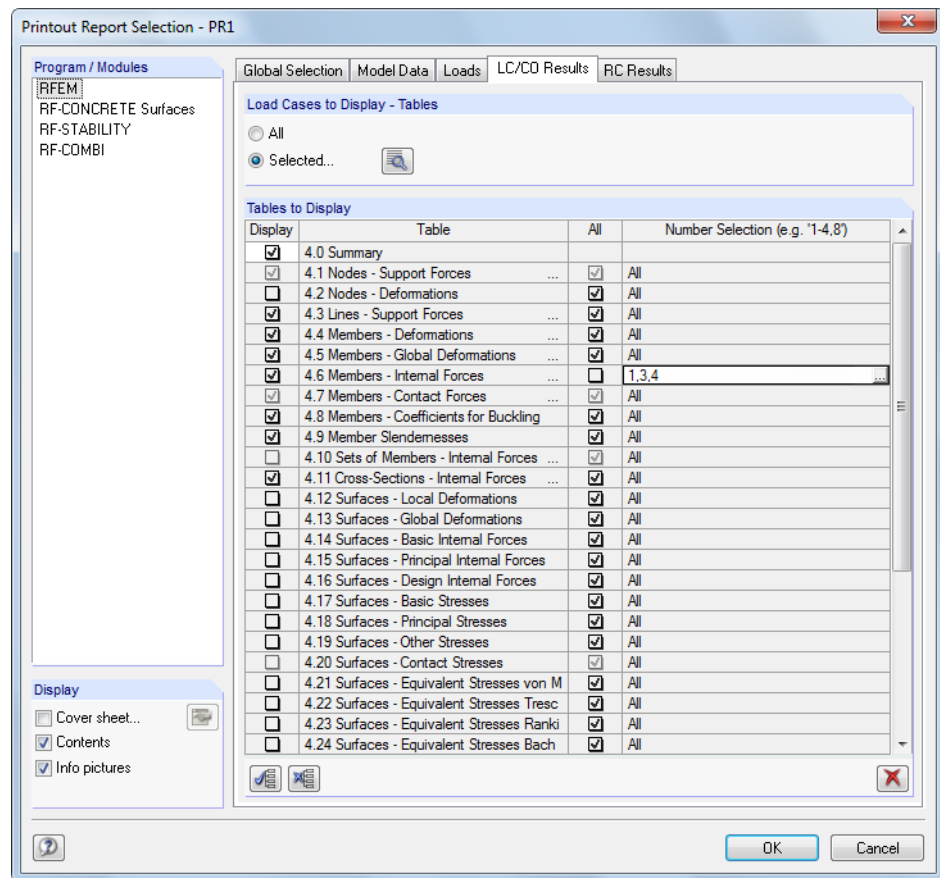 Printout Report Selection - PR1
Program / Modules
RFEM
RF-CONCRETE Surfaces
RF-STABILITY
RF-COMBI
Global Selection Model Data Loads LC/CO Results RC Results
Load Cases to Display - Tables
All
Selected...
Tables to Display
Display Table All Number Selection (e.g. '1-4,8')
4.0 Summary
4.1 Nodes - Support Forces ... All
4.2 Nodes - Deformations All
4.3 Lines - Support Forces ... All
4.4 Members - Deformations ... All
4.5 Members - Global Deformations ... All
4.6 Members - Internal Forces ... 1,3,4 ...
4.7 Members - Contact Forces ... All
4.8 Members - Coefficients for Buckling All
4.9 Member Slendernesses All
4.10 Sets of Members - Internal Forces ... All
4.11 Cross-Sections - Internal Forces ... All
4.12 Surfaces - Local Deformations All
4.13 Surfaces - Global Deformations All
4.14 Surfaces - Basic Internal Forces All
4.15 Surfaces - Principal Internal Forces All
4.16 Surfaces - Design Internal Forces All
4.17 Surfaces - Basic Stresses All
4.18 Surfaces - Principal Stresses All
4.19 Surfaces - Other Stresses All
4.20 Surfaces - Contact Stresses All
4.21 Surfaces - Equivalent Stresses von M All
4.22 Surfaces - Equivalent Stresses Tresc All
4.23 Surfaces - Equivalent Stresses Ranki All
4.24 Surfaces - Equivalent Stresses Bach All
Display
Cover sheet...
Contents
Info pictures
OK Cancel